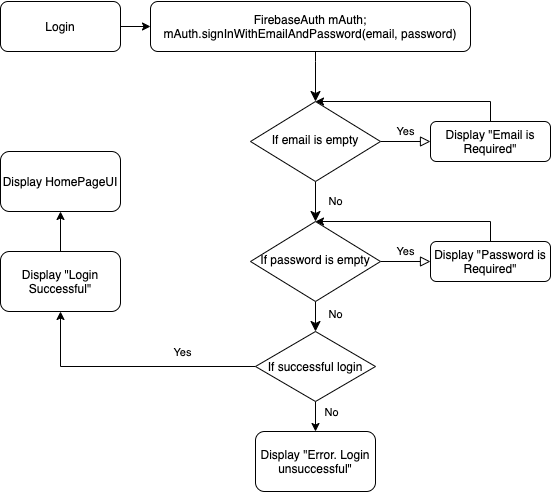 Login
FirebaseAuth mAuth;
mAuth.signInWithEmailAndPassword(email, password)
If email is empty
Yes
Display "Email is
Required"
No
Display HomePageUI
If password is empty
Yes
Display "Password is
Required"
Display "Login
Successful"
No
Yes
If successful login
No
Display "Error. Login
unsuccessful"